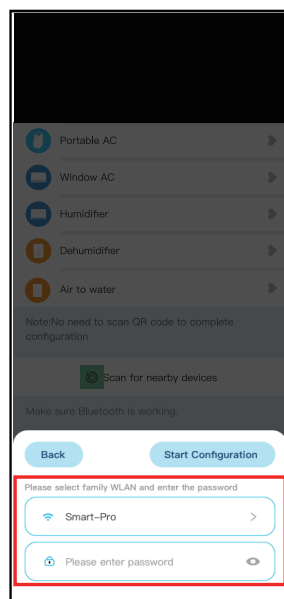 Portable AC
Window AC
Humidifier
Dehumidifier
Air to water
Note:No need to scan QR code to complete
configuration
Scan for nearby devices
Make sure Bluetooth is working.
Back
Start Configuration
Please select family WLAN and enter the password
Smart-Pro
Please enter password